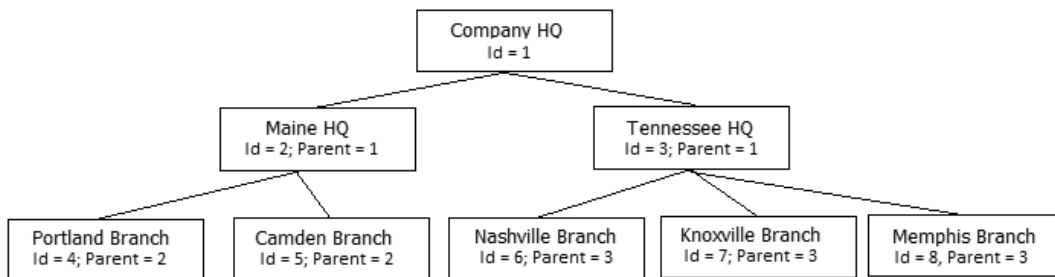 Company HQ
Id = 1
Maine HQ
Id = 2; Parent = 1
Tennessee HQ
Id = 3; Parent = 1
Portland Branch
Id = 4; Parent = 2
Camden Branch
Id = 5; Parent = 2
Nashville Branch
Id = 6; Parent = 3
Knoxville Branch
Id = 7; Parent = 3
Memphis Branch
Id = 8, Parent = 3